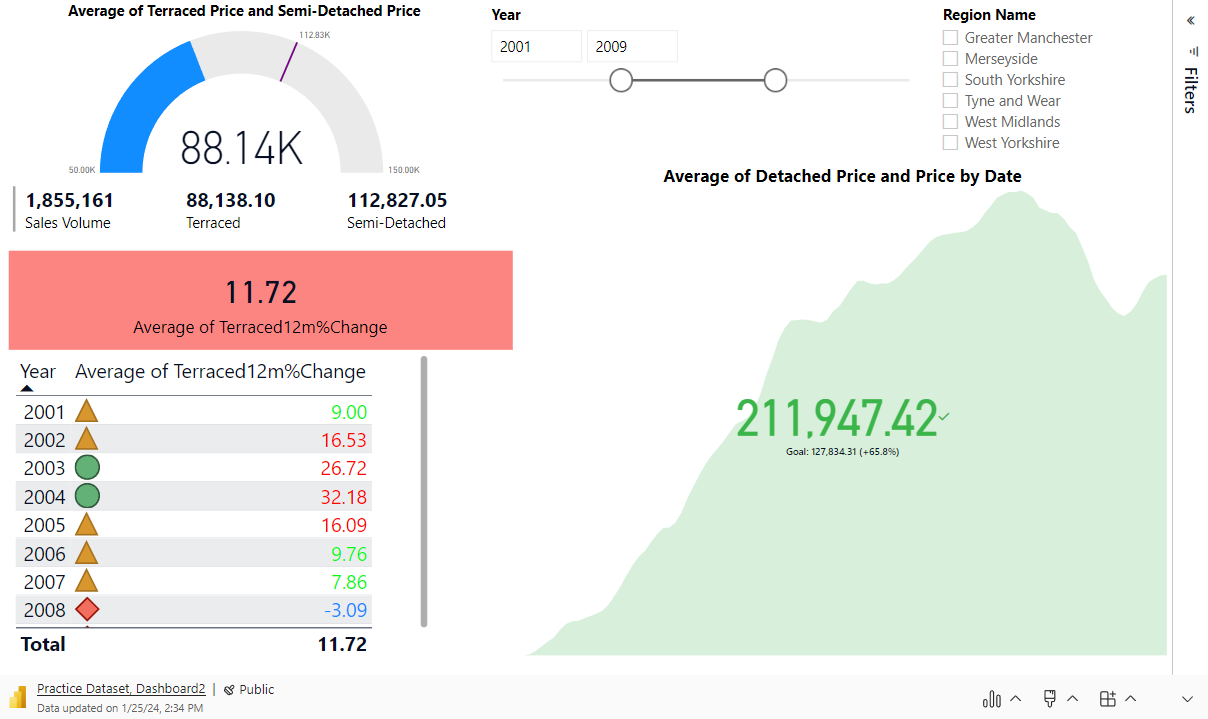 Average of Terraced Price and Semi-Detached Price
112.83K
88.14K
50.00K
150.00K
1,855,161
Sales Volume
88,138.10
Terraced
112,827.05
Semi-Detached
11.72
Average of Terraced12m%Change
Year Average of Terraced12m%Change
2001 9.00
2002 16.53
2003 26.72
2004 32.18
2005 16.09
2006 9.76
2007 7.86
2008 -3.09
Total 11.72
Year
2001 2009
Region Name
Greater Manchester
Merseyside
South Yorkshire
Tyne and Wear
West Midlands
West Yorkshire
Average of Detached Price and Price by Date
211,947.42
Goal: 127,834.31 (+65.8%)
Filters
Practice Dataset, Dashboard2 | Public
Data updated on 1/25/24, 2:34 PM